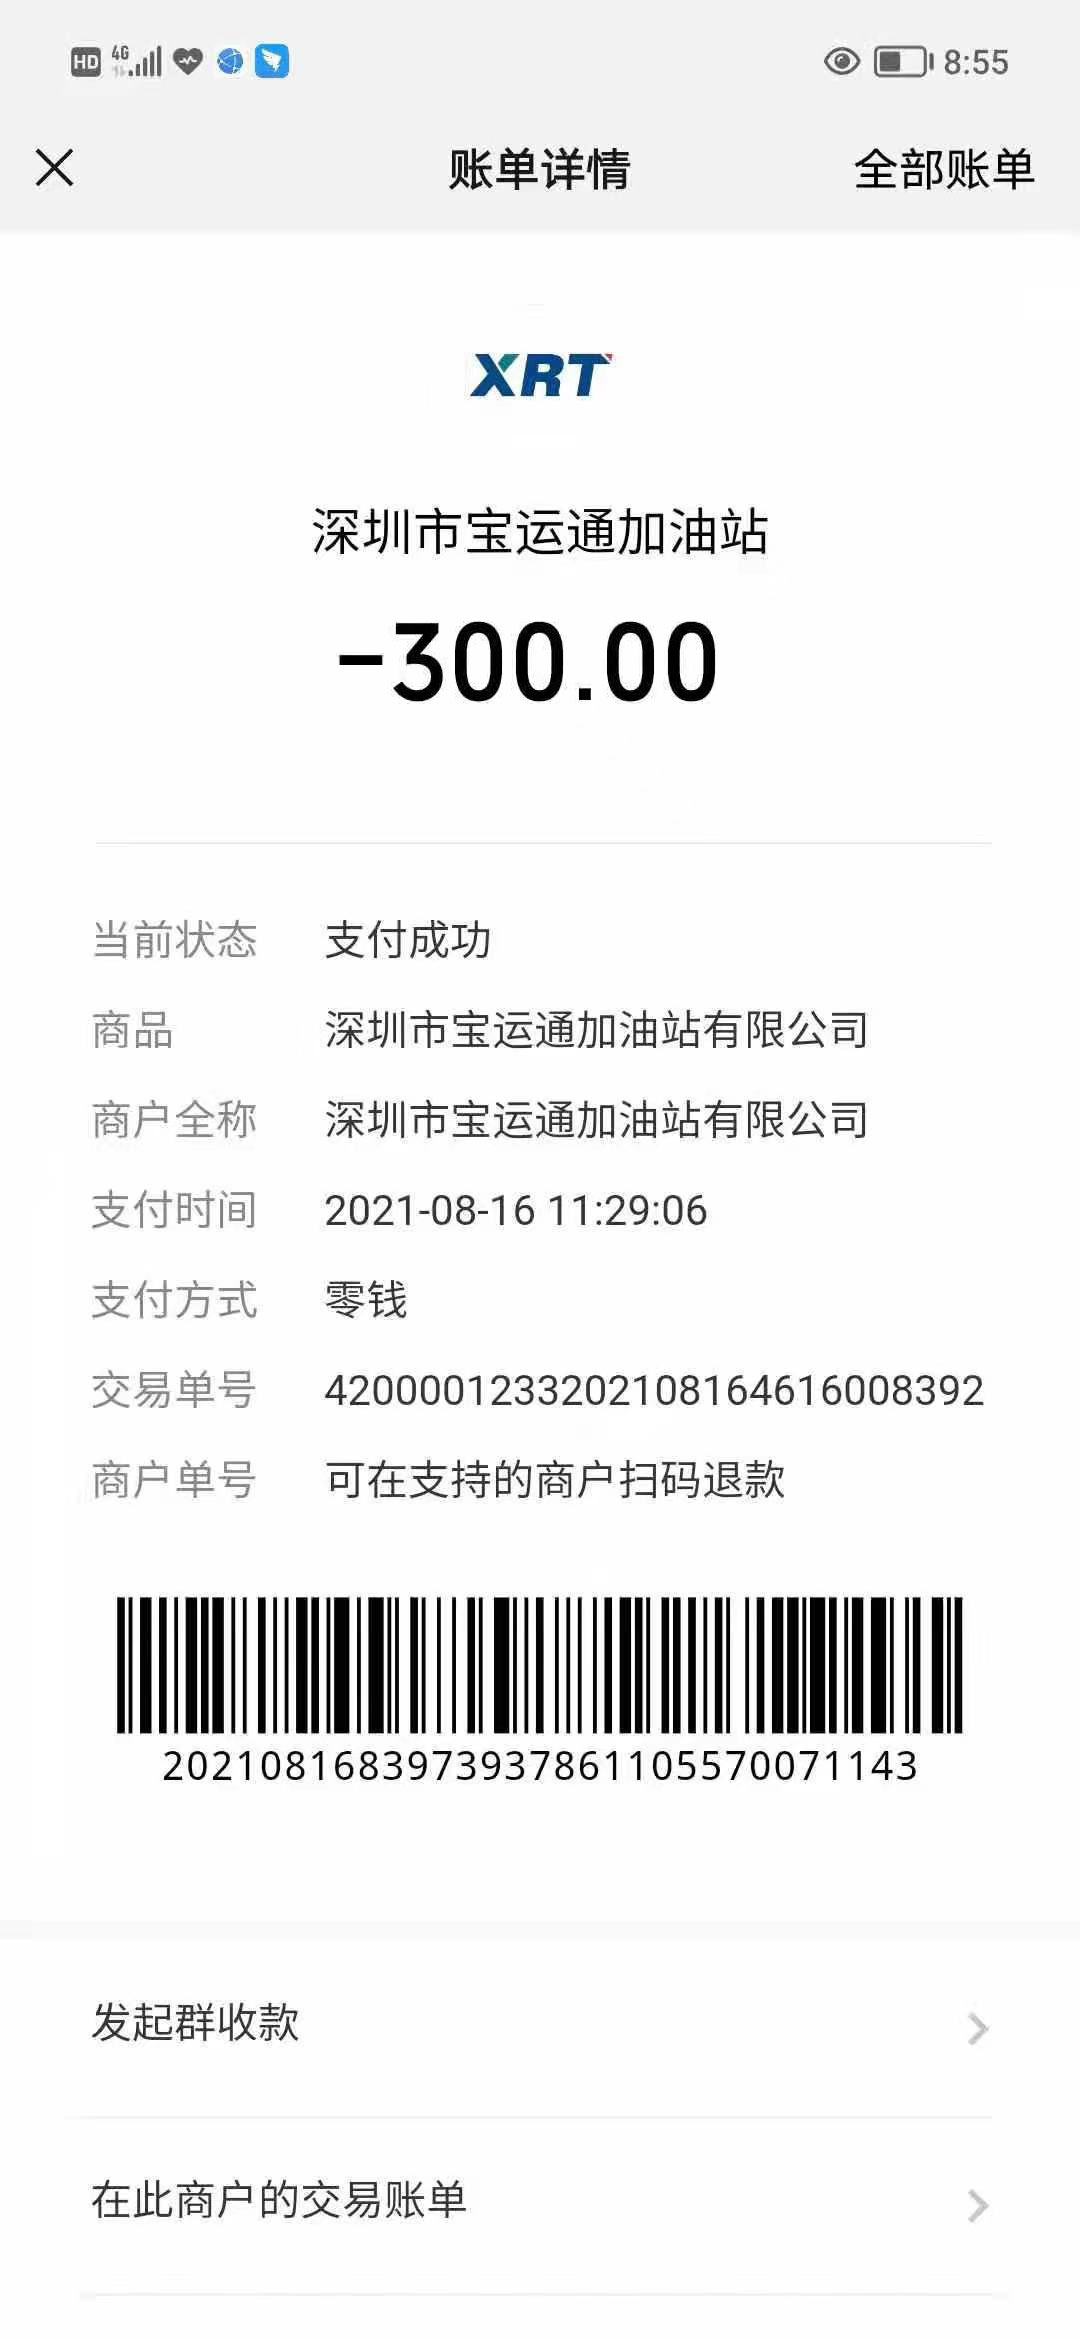 HD 4G 8:55
账单详情 全部账单
XRT
深圳市宝运通加油站
-300.00
当前状态 支付成功
商品 深圳市宝运通加油站有限公司
商户全称 深圳市宝运通加油站有限公司
支付时间 2021-08-16 11:29:06
支付方式 零钱
交易单号 4200001233202108164616008392
商户单号 可在支持的商户扫码退款
2021081683973937861105570071143
发起群收款
在此商户的交易账单